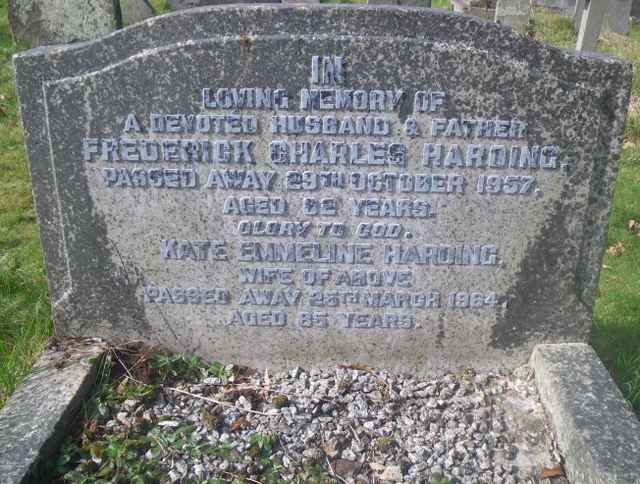 IN
LOVING MEMORY OF
A DEVOTED HUSBAND & FATHER
FREDERICK CHARLES HARDING.
PASSED AWAY 29TH OCTOBER 1957.
AGED 82 YEARS.
GLORY TO GOD.
KATE EMMELINE HARDING.
WIFE OF ABOVE
PASSED AWAY 25TH MARCH 1964.
AGED 85 YEARS.